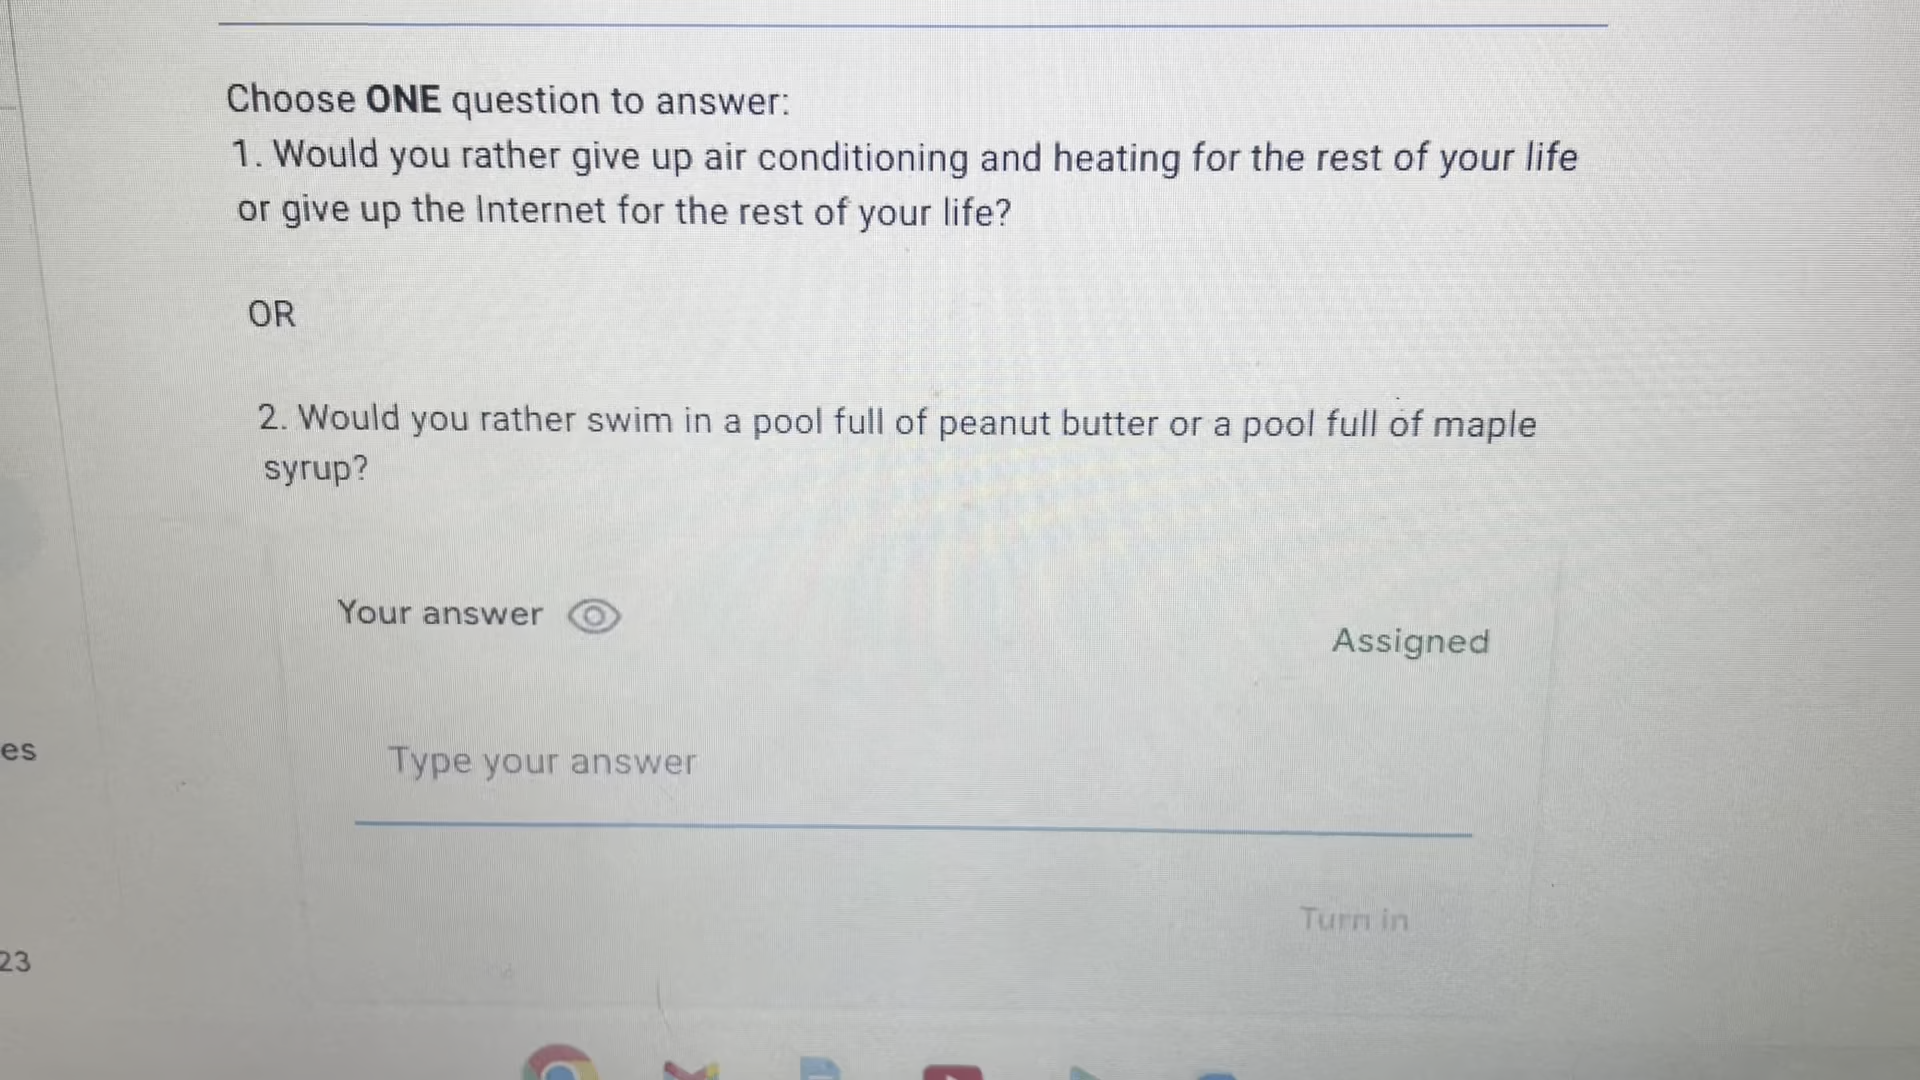 Choose ONE question to answer:
1. Would you rather give up air conditioning and heating for the rest of your life
or give up the Internet for the rest of your life?
OR
2. Would you rather swim in a pool full of peanut butter or a pool full of maple
syrup?
Your answer
Assigned
es
Type your answer
Turn in
23